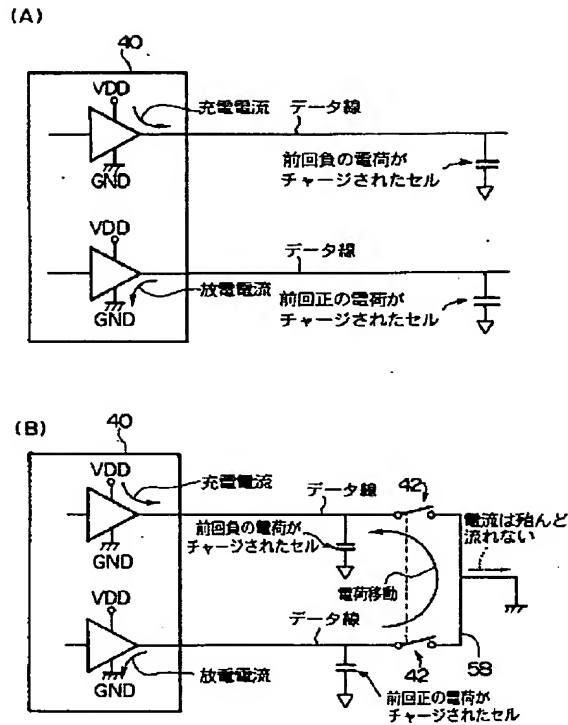 (A)
40
VDD
充電電流
データ線
GND
前回負の電荷が
チャージされたセル
VDD
データ線
放電電流
GND
前回正の電荷が
チャージされたセル
(B)
40
VDD
充電電流
データ線
42
電流は殆んど
流れない
前回負の電荷が
チャージされたセル
GND
電荷移動
VDD
データ線
放電電流
GND
42
58
前回正の電荷が
チャージされたセル